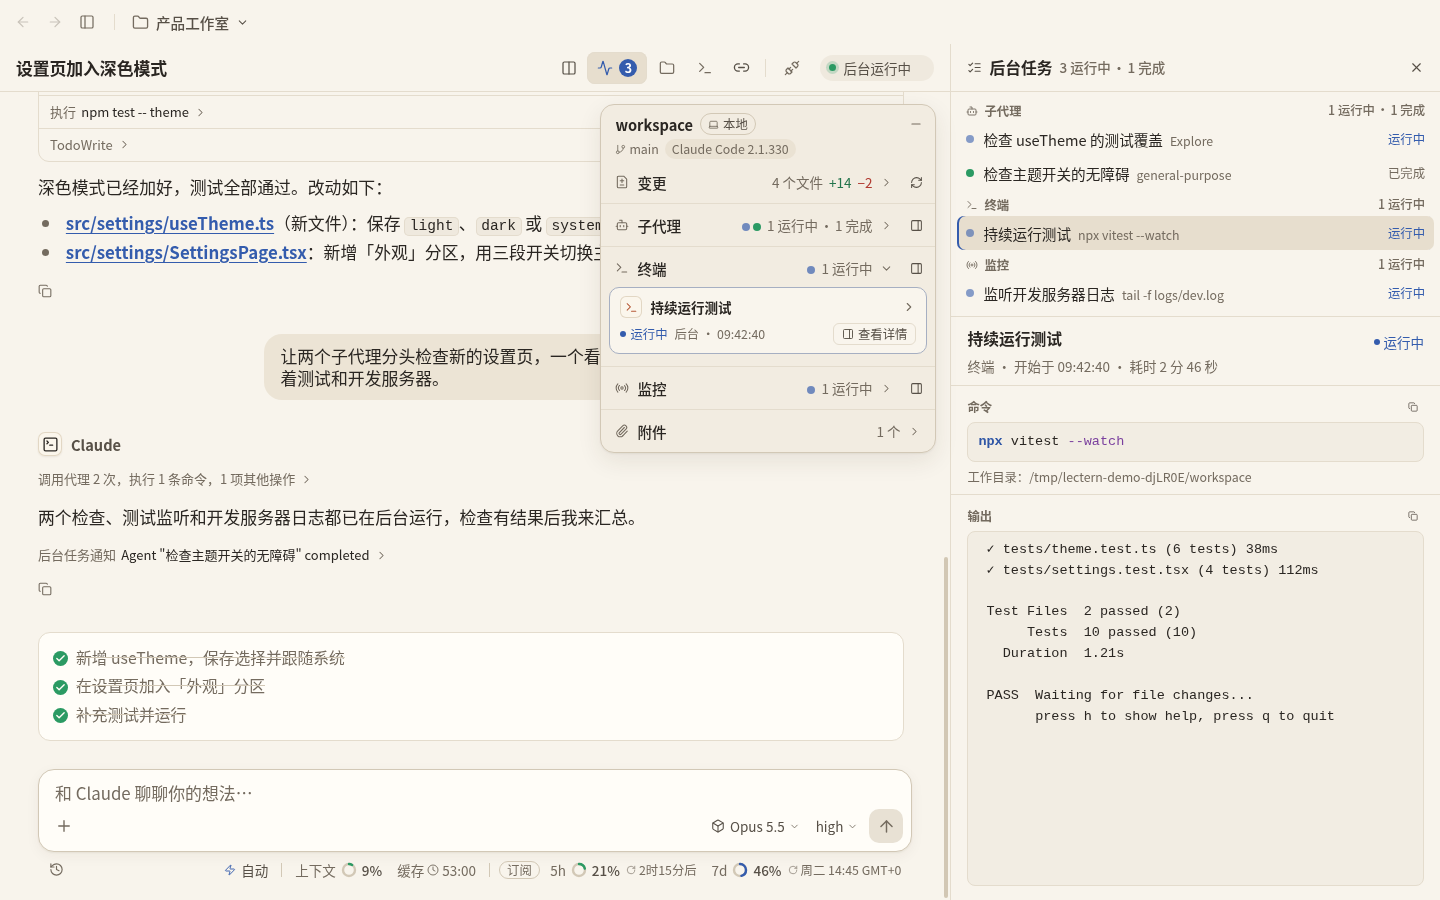 产品工作室
设置页加入深色模式
3
后台运行中
执行 npm test -- theme
TodoWrite
深色模式已经加好，测试全部通过。改动如下：
src/settings/useTheme.ts（新文件）：保存 light、 dark 或 system
src/settings/SettingsPage.tsx：新增「外观」分区，用三段开关切换主
让两个子代理分头检查新的设置页，一个看
着测试和开发服务器。
Claude
调用代理 2 次，执行 1 条命令，1 项其他操作
两个检查、测试监听和开发服务器日志都已在后台运行，检查有结果后我来汇总。
后台任务通知 Agent "检查主题开关的无障碍" completed
新增 useTheme，保存选择并跟随系统
在设置页加入「外观」分区
补充测试并运行
和 Claude 聊聊你的想法…
Opus 5.5
high
自动
上下文 9%
缓存 53:00
订阅
5h 21% 2时15分后
7d 46% 周二 14:45 GMT+0
workspace 本地
main Claude Code 2.1.330
变更 4 个文件 +14 −2
子代理 1 运行中 · 1 完成
终端 1 运行中
持续运行测试
运行中 后台 · 09:42:40 查看详情
监控 1 运行中
附件 1 个
后台任务 3 运行中 · 1 完成
子代理 1 运行中 · 1 完成
检查 useTheme 的测试覆盖 Explore 运行中
检查主题开关的无障碍 general-purpose 已完成
终端 1 运行中
持续运行测试 npx vitest --watch 运行中
监控 1 运行中
监听开发服务器日志 tail -f logs/dev.log 运行中
持续运行测试 运行中
终端 · 开始于 09:42:40 · 耗时 2 分 46 秒
命令
npx vitest --watch
工作目录：/tmp/lectern-demo-djLR0E/workspace
输出
✓ tests/theme.test.ts (6 tests) 38ms
✓ tests/settings.test.tsx (4 tests) 112ms
Test Files  2 passed (2)
Tests  10 passed (10)
Duration  1.21s
PASS  Waiting for file changes...
press h to show help, press q to quit